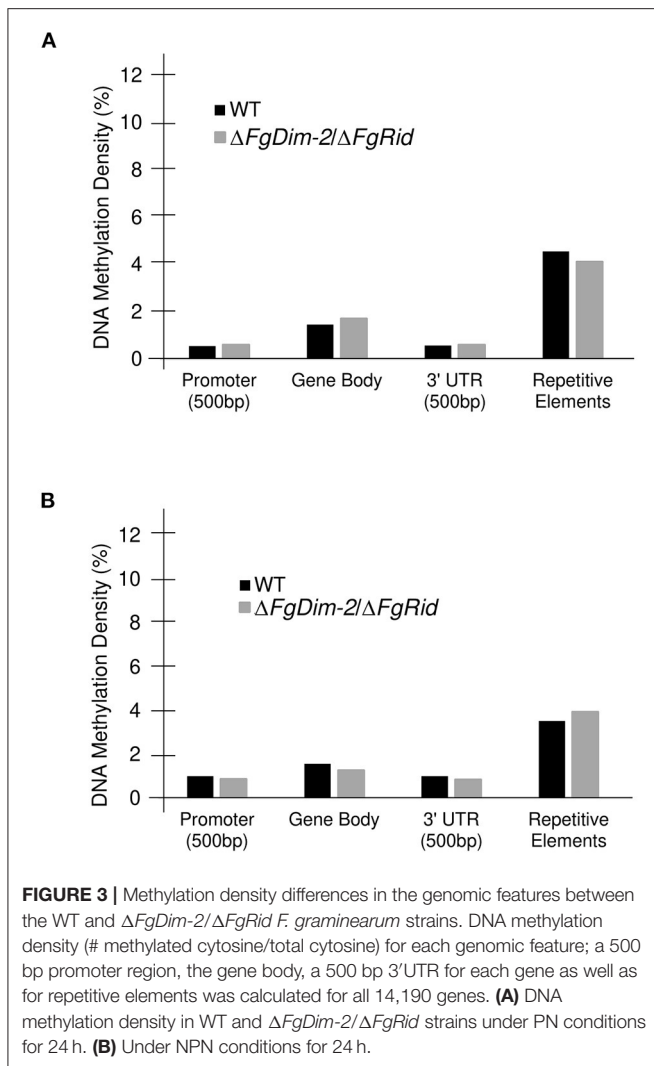 A
DNA Methylation Density (%)
12
10
8
6
4
2
0
WT
ΔFgDim-2/ΔFgRid
Promoter
(500bp)
Gene Body
3' UTR
(500bp)
Repetitive
Elements
B
DNA Methylation Density (%)
12
10
8
6
4
2
0
WT
ΔFgDim-2/ΔFgRid
Promoter
(500bp)
Gene Body
3' UTR
(500bp)
Repetitive
Elements
FIGURE 3 | Methylation density differences in the genomic features between
the WT and ΔFgDim-2/ΔFgRid F. graminearum strains. DNA methylation
density (# methylated cytosine/total cytosine) for each genomic feature; a 500
bp promoter region, the gene body, a 500 bp 3′UTR for each gene as well as
for repetitive elements was calculated for all 14,190 genes. (A) DNA
methylation density in WT and ΔFgDim-2/ΔFgRid strains under PN conditions
for 24 h. (B) Under NPN conditions for 24 h.